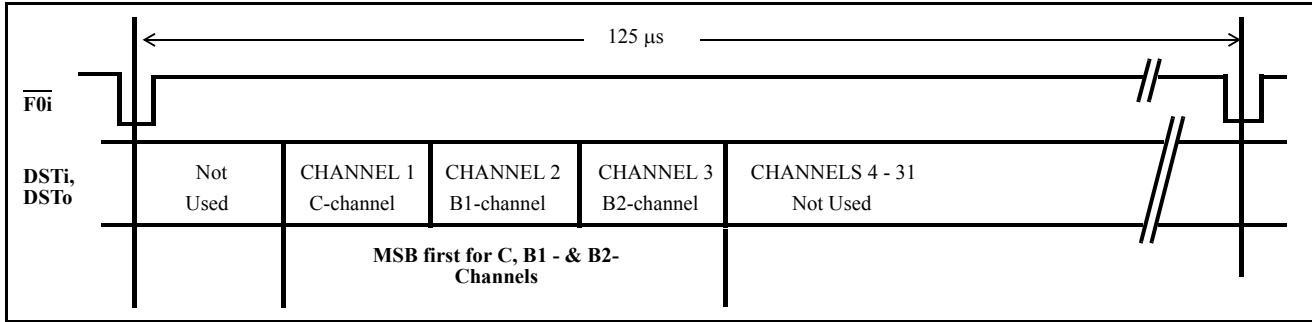 125 μs
F0i
DSTi,
DSTo
Not
Used
CHANNEL 1
C-channel
CHANNEL 2
B1-channel
CHANNEL 3
B2-channel
CHANNELS 4 - 31
Not Used
MSB first for C, B1 - & B2-
Channels